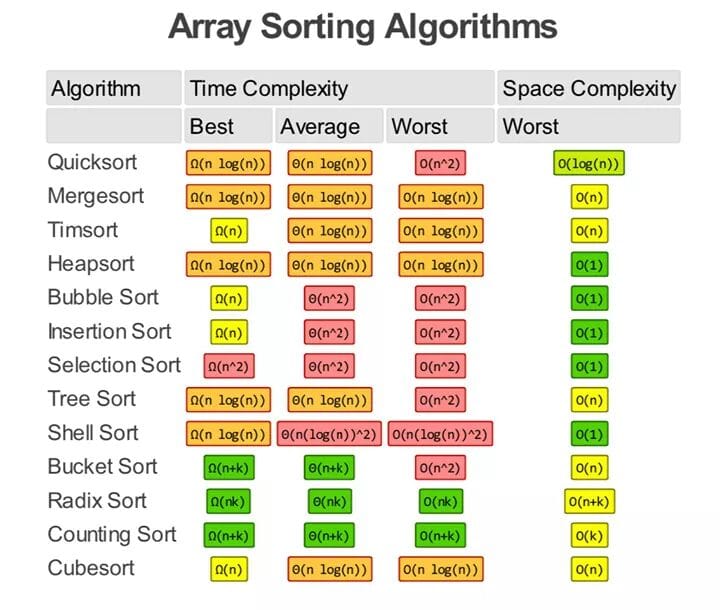 Array Sorting Algorithms
Algorithm Time Complexity Space Complexity
Best Average Worst Worst
Quicksort Ω(n log(n)) Θ(n log(n)) O(n^2) O(log(n))
Mergesort Ω(n log(n)) Θ(n log(n)) O(n log(n)) O(n)
Timsort Ω(n) Θ(n log(n)) O(n log(n)) O(n)
Heapsort Ω(n log(n)) Θ(n log(n)) O(n log(n)) O(1)
Bubble Sort Ω(n) Θ(n^2) O(n^2) O(1)
Insertion Sort Ω(n) Θ(n^2) O(n^2) O(1)
Selection Sort Ω(n^2) Θ(n^2) O(n^2) O(1)
Tree Sort Ω(n log(n)) Θ(n log(n)) O(n^2) O(n)
Shell Sort Ω(n log(n)) Θ(n(log(n))^2) O(n(log(n))^2) O(1)
Bucket Sort Ω(n+k) Θ(n+k) O(n^2) O(n)
Radix Sort Ω(nk) Θ(nk) O(nk) O(n+k)
Counting Sort Ω(n+k) Θ(n+k) O(n+k) O(k)
Cubesort Ω(n) Θ(n log(n)) O(n log(n)) O(n)